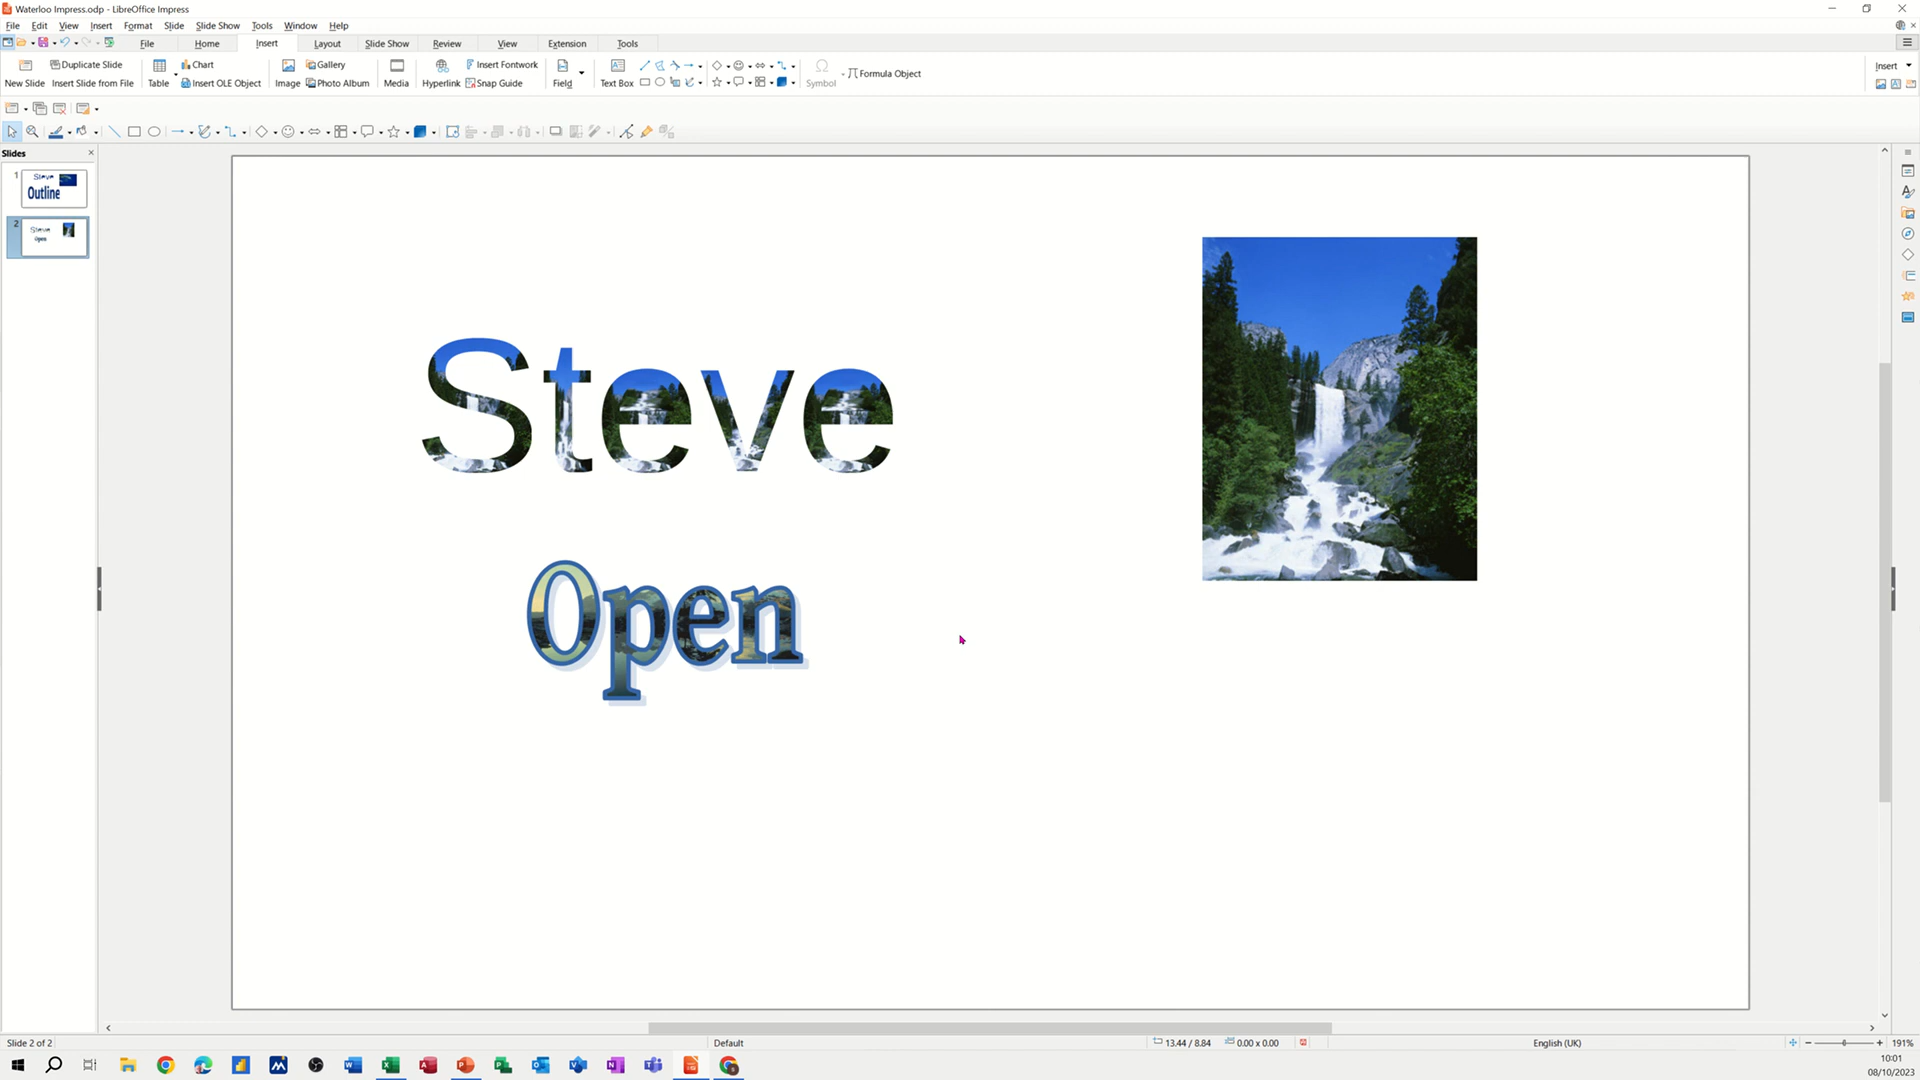 Waterloo Impress.odp - LibreOffice Impress
File Edit View Insert Format Slide Slide Show Tools Window Help
File Home Insert Layout Slide Show Review View Extension Tools
New Slide Duplicate Slide Insert Slide from File Table Chart Insert OLE Object Image Gallery Photo Album Media Hyperlink Insert Fontwork Snap Guide Field Text Box Symbol Formula Object Insert
Slides
1
Steve
Outline
2
Steve
Open
Steve
Open
Slide 2 of 2 Default 13.44 / 8.84 0.00 x 0.00 English (UK) 191%
10:01
08/10/2023